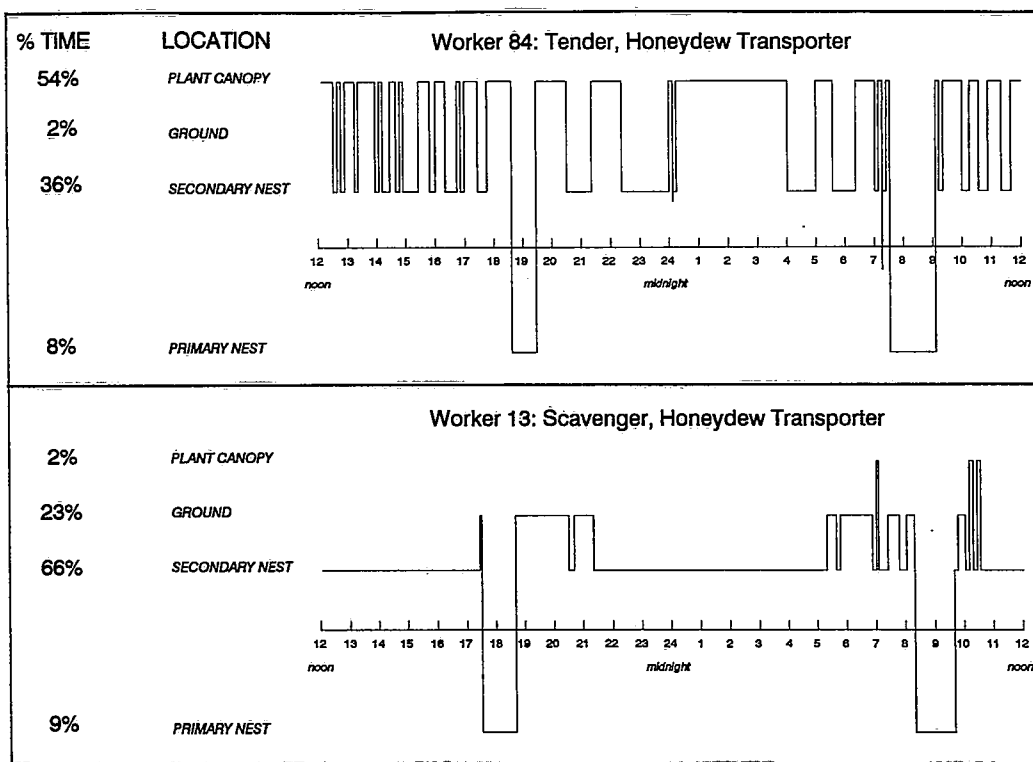 % TIME LOCATION Worker 84: Tender, Honeydew Transporter
54% PLANT CANOPY
2% GROUND
36% SECONDARY NEST
12 13 14 15 16 17 18 19 20 21 22 23 24 1 2 3 4 5 6 7 8 9 10 11 12
noon midnight noon
8% PRIMARY NEST
Worker 13: Scavenger, Honeydew Transporter
2% PLANT CANOPY
23% GROUND
66% SECONDARY NEST
12 13 14 15 16 17 18 19 20 21 22 23 24 1 2 3 4 5 6 7 8 9 10 11 12
noon midnight noon
9% PRIMARY NEST